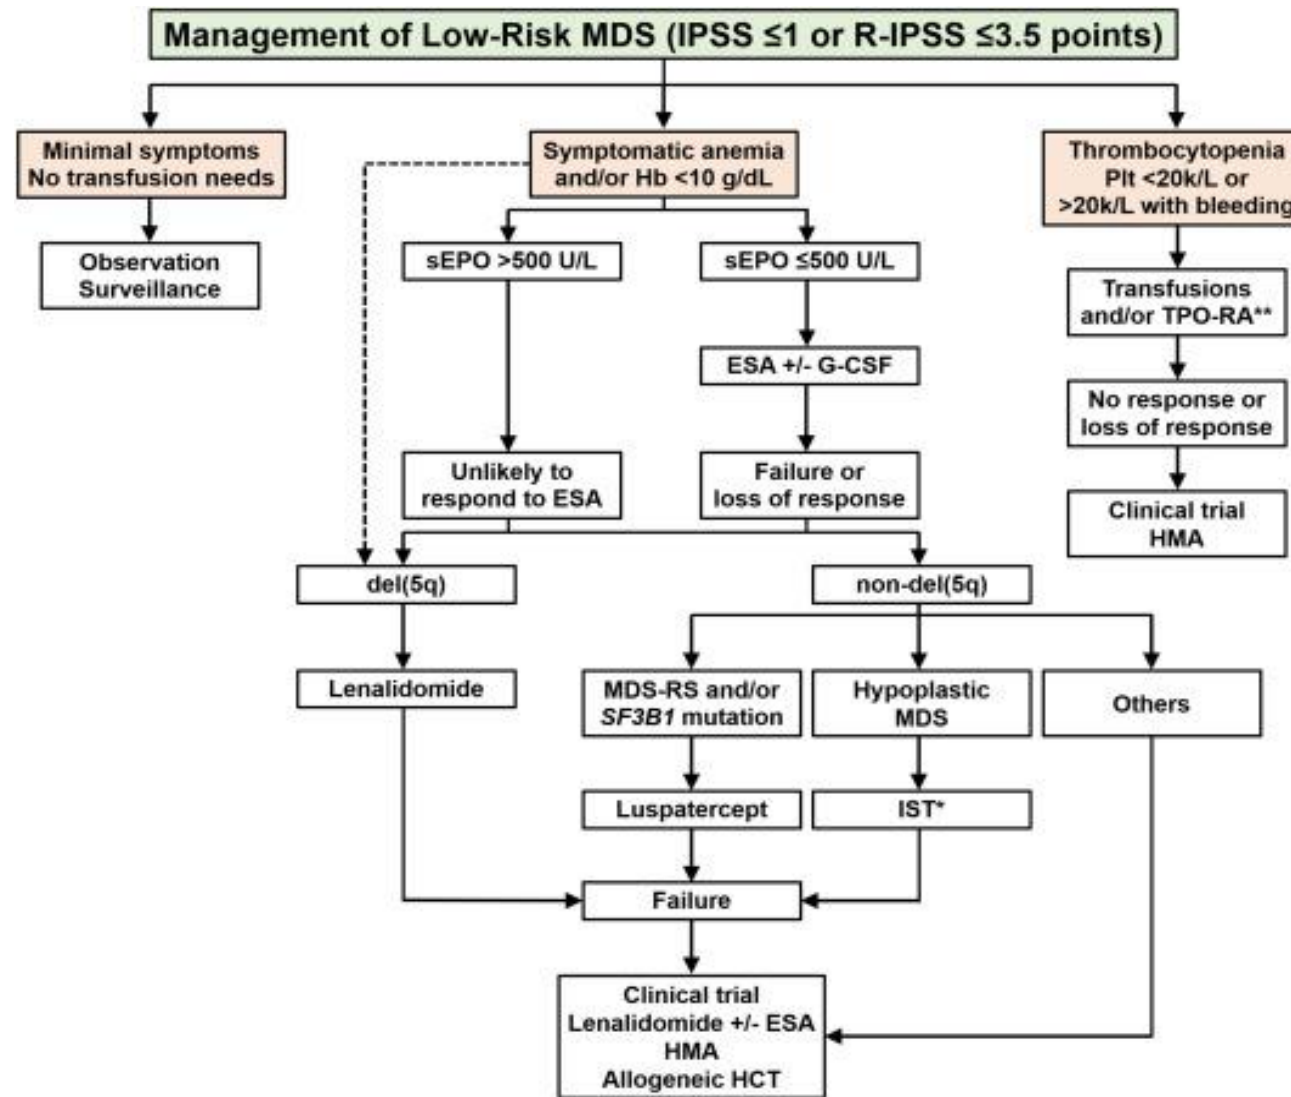 Management of Low-Risk MDS (IPSS ≤1 or R-IPSS ≤3.5 points)
Minimal symptoms
No transfusion needs
Symptomatic anemia
and/or Hb <10 g/dL
Thrombocytopenia
Plt <20k/L or
>20k/L with bleeding
Observation
Surveillance
sEPO >500 U/L
sEPO ≤500 U/L
Transfusions
and/or TPO-RA**
ESA +/- G-CSF
No response or
loss of response
Unlikely to
respond to ESA
Failure or
loss of response
Clinical trial
HMA
del(5q)
non-del(5q)
Lenalidomide
MDS-RS and/or
SF3B1 mutation
Hypoplastic
MDS
Others
Luspatercept
IST*
Failure
Clinical trial
Lenalidomide +/- ESA
HMA
Allogeneic HCT